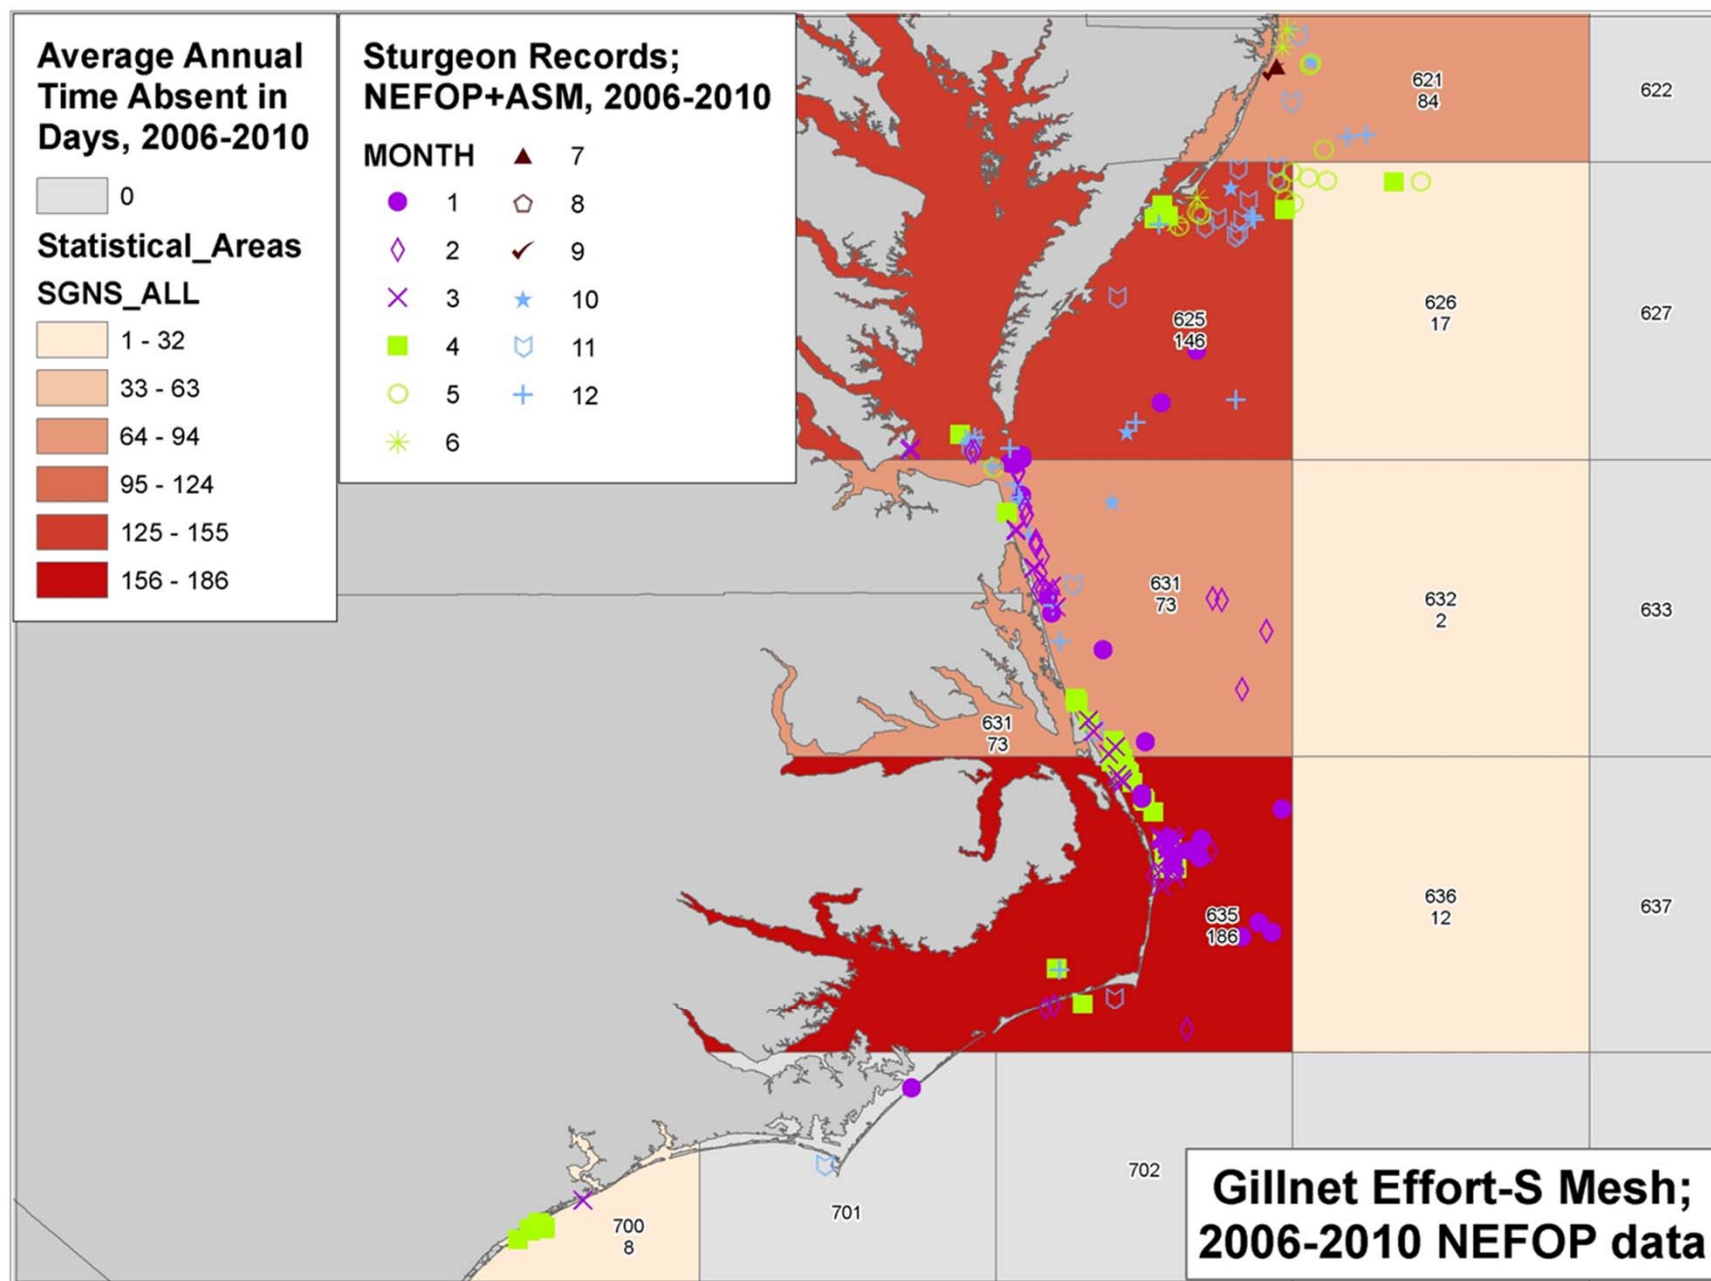 Average Annual
Time Absent in
Days, 2006-2010
0
Statistical_Areas
SGNS_ALL
1 - 32
33 - 63
64 - 94
95 - 124
125 - 155
156 - 186
Sturgeon Records;
NEFOP+ASM, 2006-2010
MONTH
1
2
3
4
5
6
7
8
9
10
11
12
621
84
622
625
146
626
17
627
631
73
632
2
633
631
73
635
186
636
12
637
700
8
701
702
Gillnet Effort-S Mesh;
2006-2010 NEFOP data